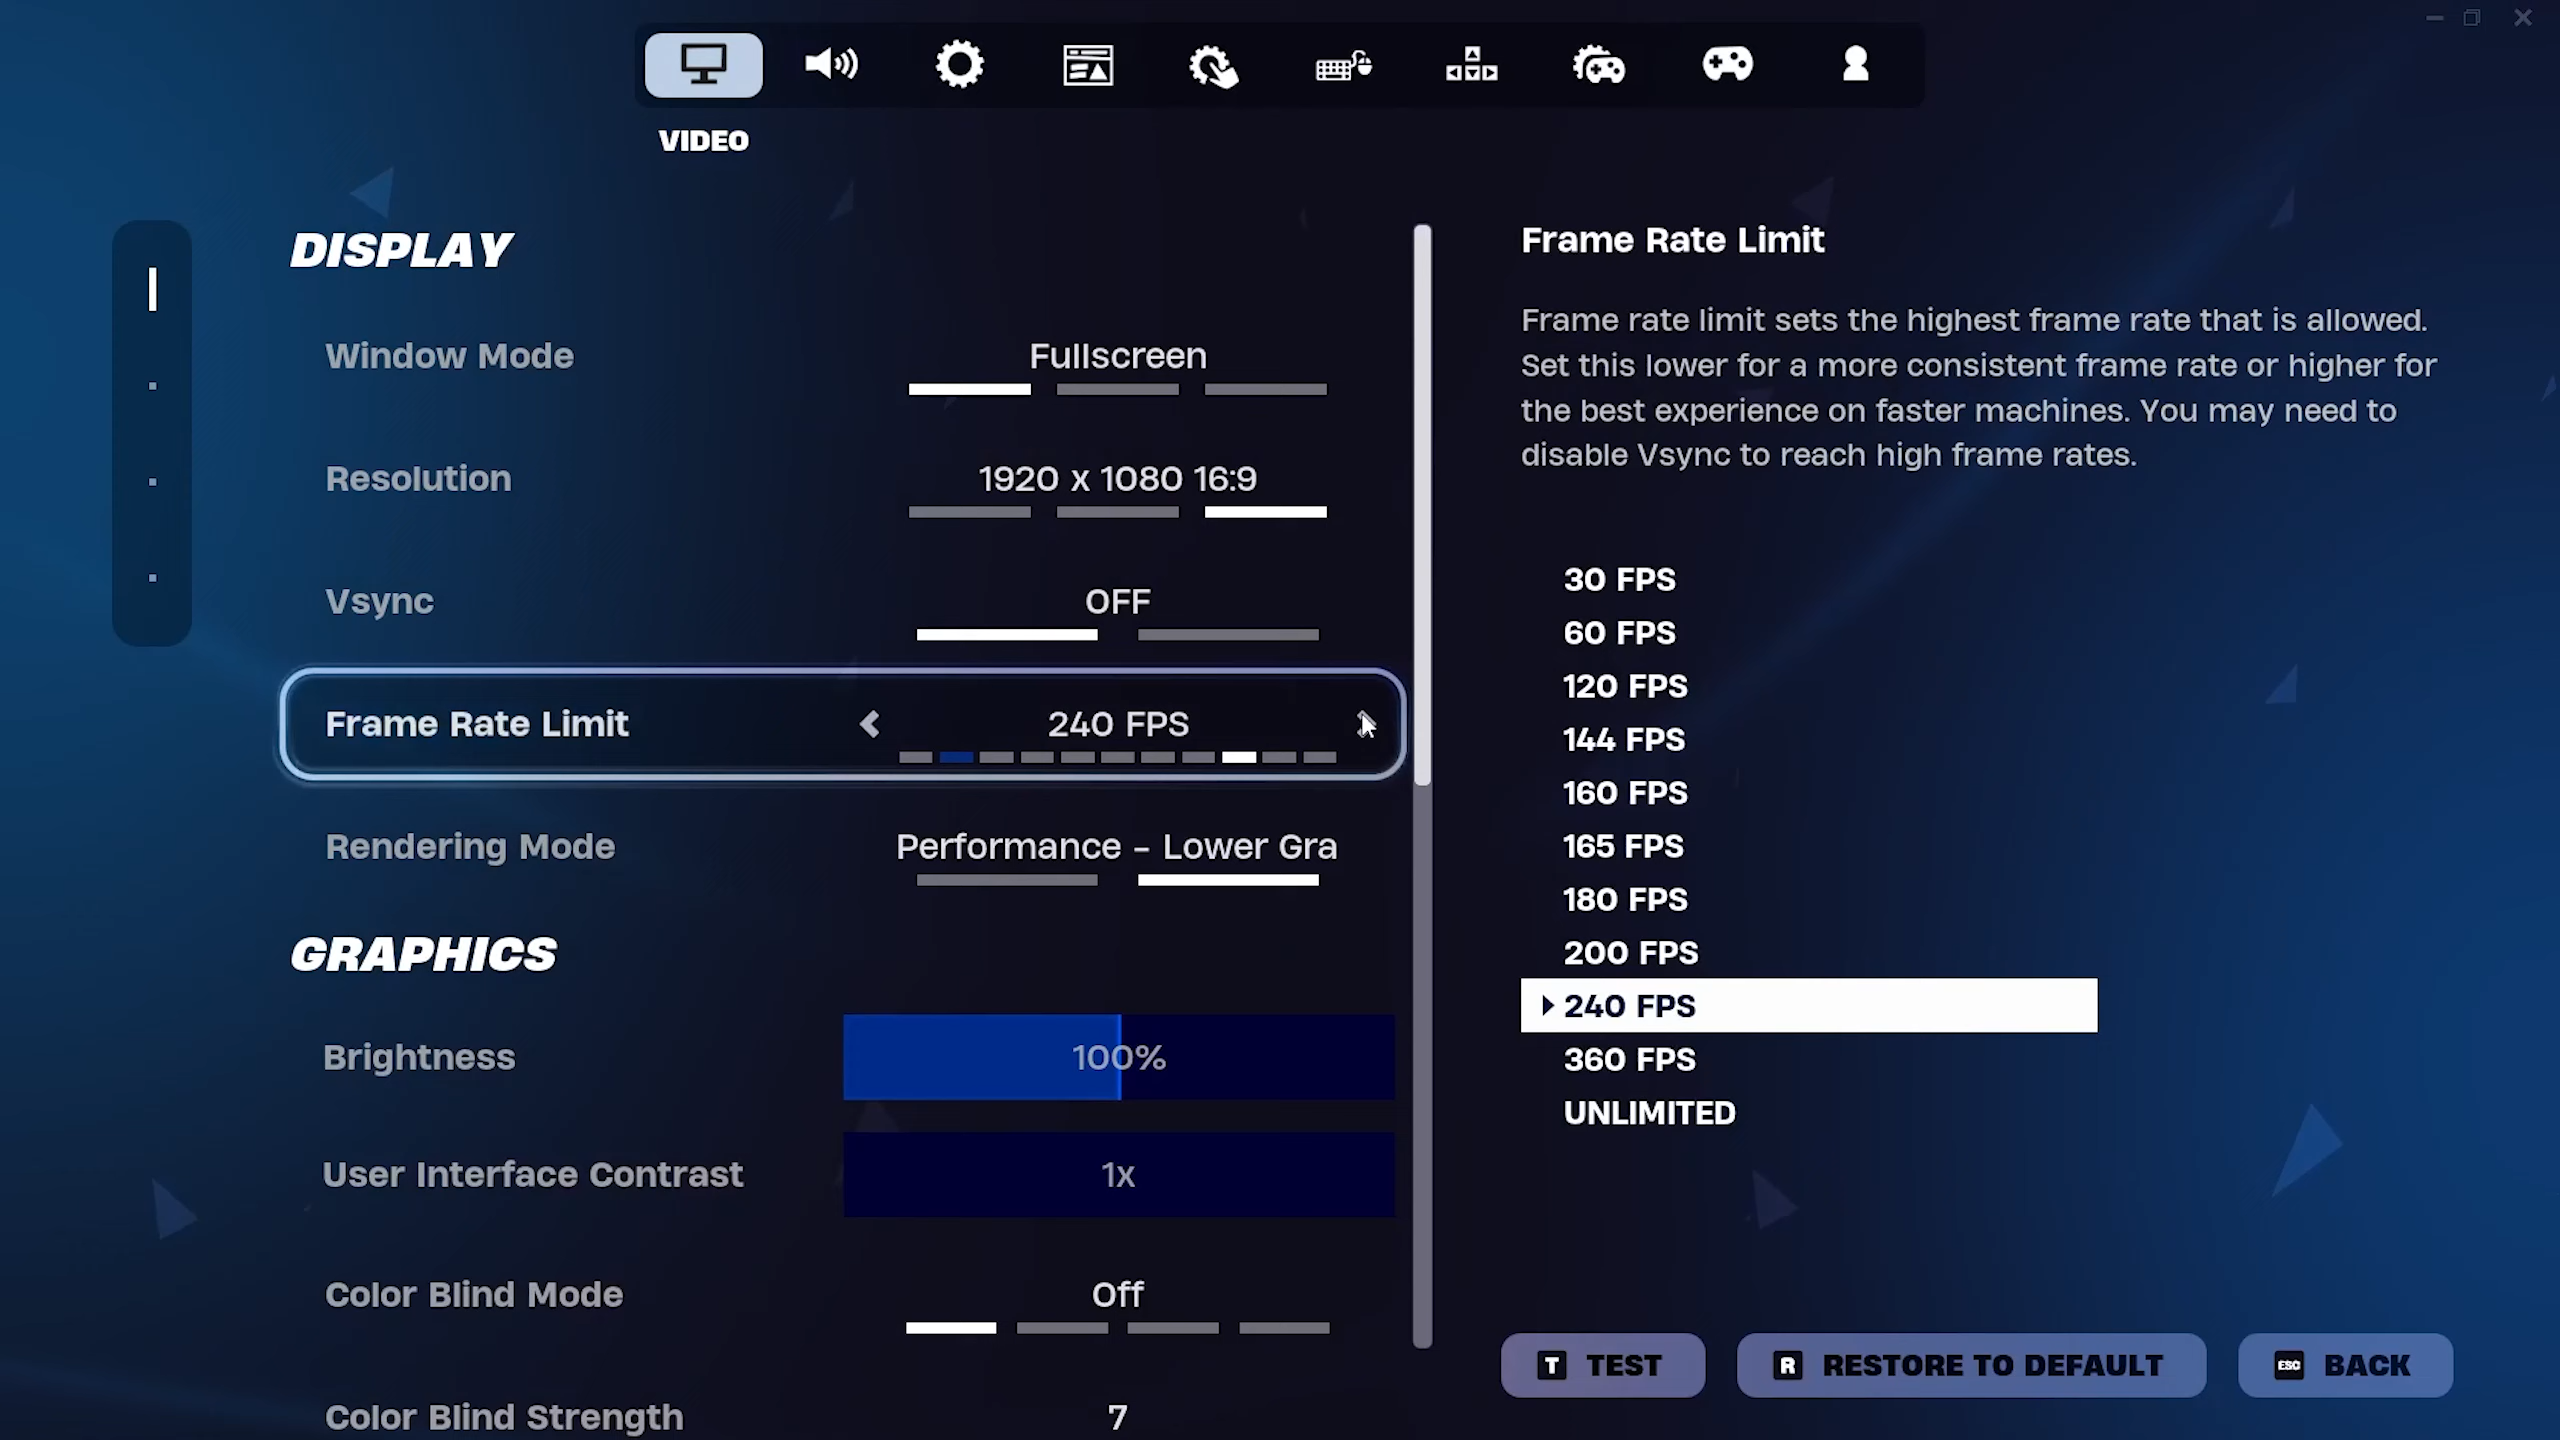 VIDEO
DISPLAY
Window Mode
Fullscreen
Resolution
1920 x 1080 16:9
Vsync
OFF
Frame Rate Limit
240 FPS
Rendering Mode
Performance - Lower Gra
GRAPHICS
Brightness
100%
User Interface Contrast
1x
Color Blind Mode
Off
Color Blind Strength
7
Frame Rate Limit
Frame rate limit sets the highest frame rate that is allowed.
Set this lower for a more consistent frame rate or higher for
the best experience on faster machines. You may need to
disable Vsync to reach high frame rates.
30 FPS
60 FPS
120 FPS
144 FPS
160 FPS
165 FPS
180 FPS
200 FPS
240 FPS
360 FPS
UNLIMITED
T TEST
R RESTORE TO DEFAULT
ESC BACK